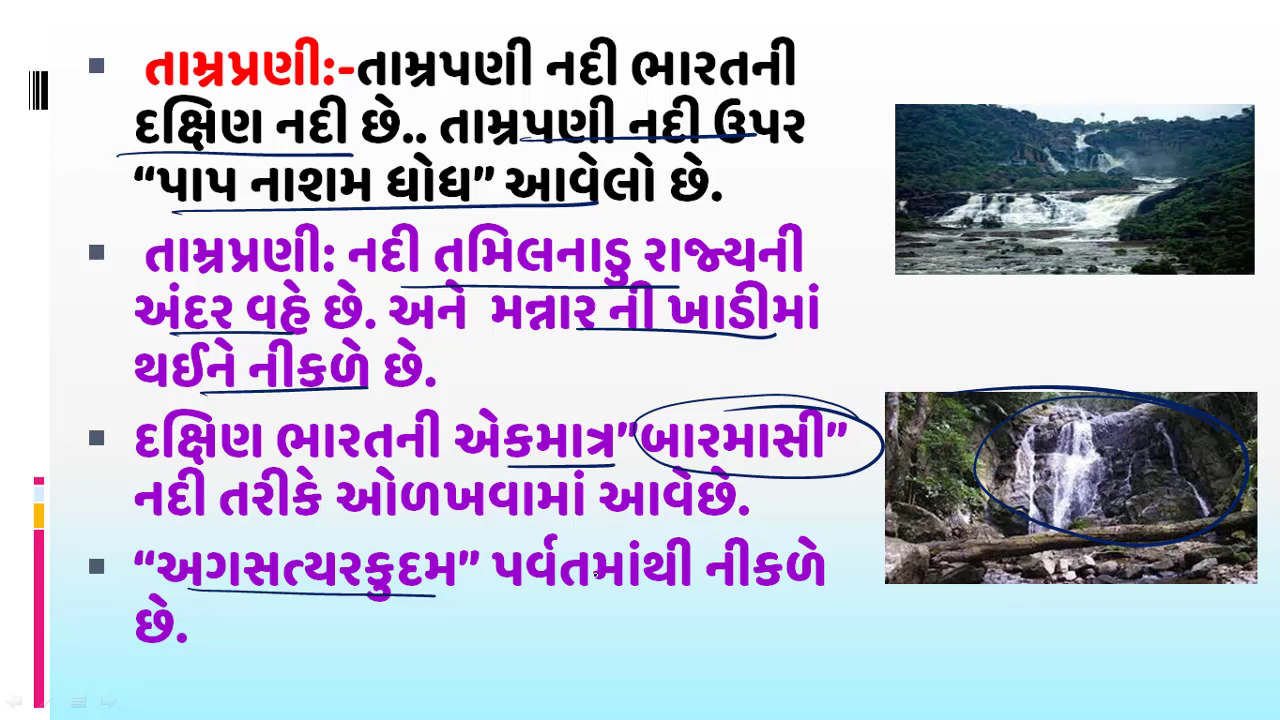 તામ્રપ્રણી:-તામ્રપણી નદી ભારતની
દક્ષિણ નદી છે.. તામ્રપણી નદી ઉપર
“પાપ નાશમ ધોધ” આવેલો છે.
તામ્રપ્રણી: નદી તમિલનાડુ રાજ્યની
અંદર વહે છે. અને મન્નાર ની ખાડીમાં
થઈને નીકળે છે.
દક્ષિણ ભારતની એકમાત્ર”બારમાસી”
નદી તરીકે ઓળખવામાં આવેછે.
“અગસત્યરકુદમ” પર્વતમાંથી નીકળે
છે.